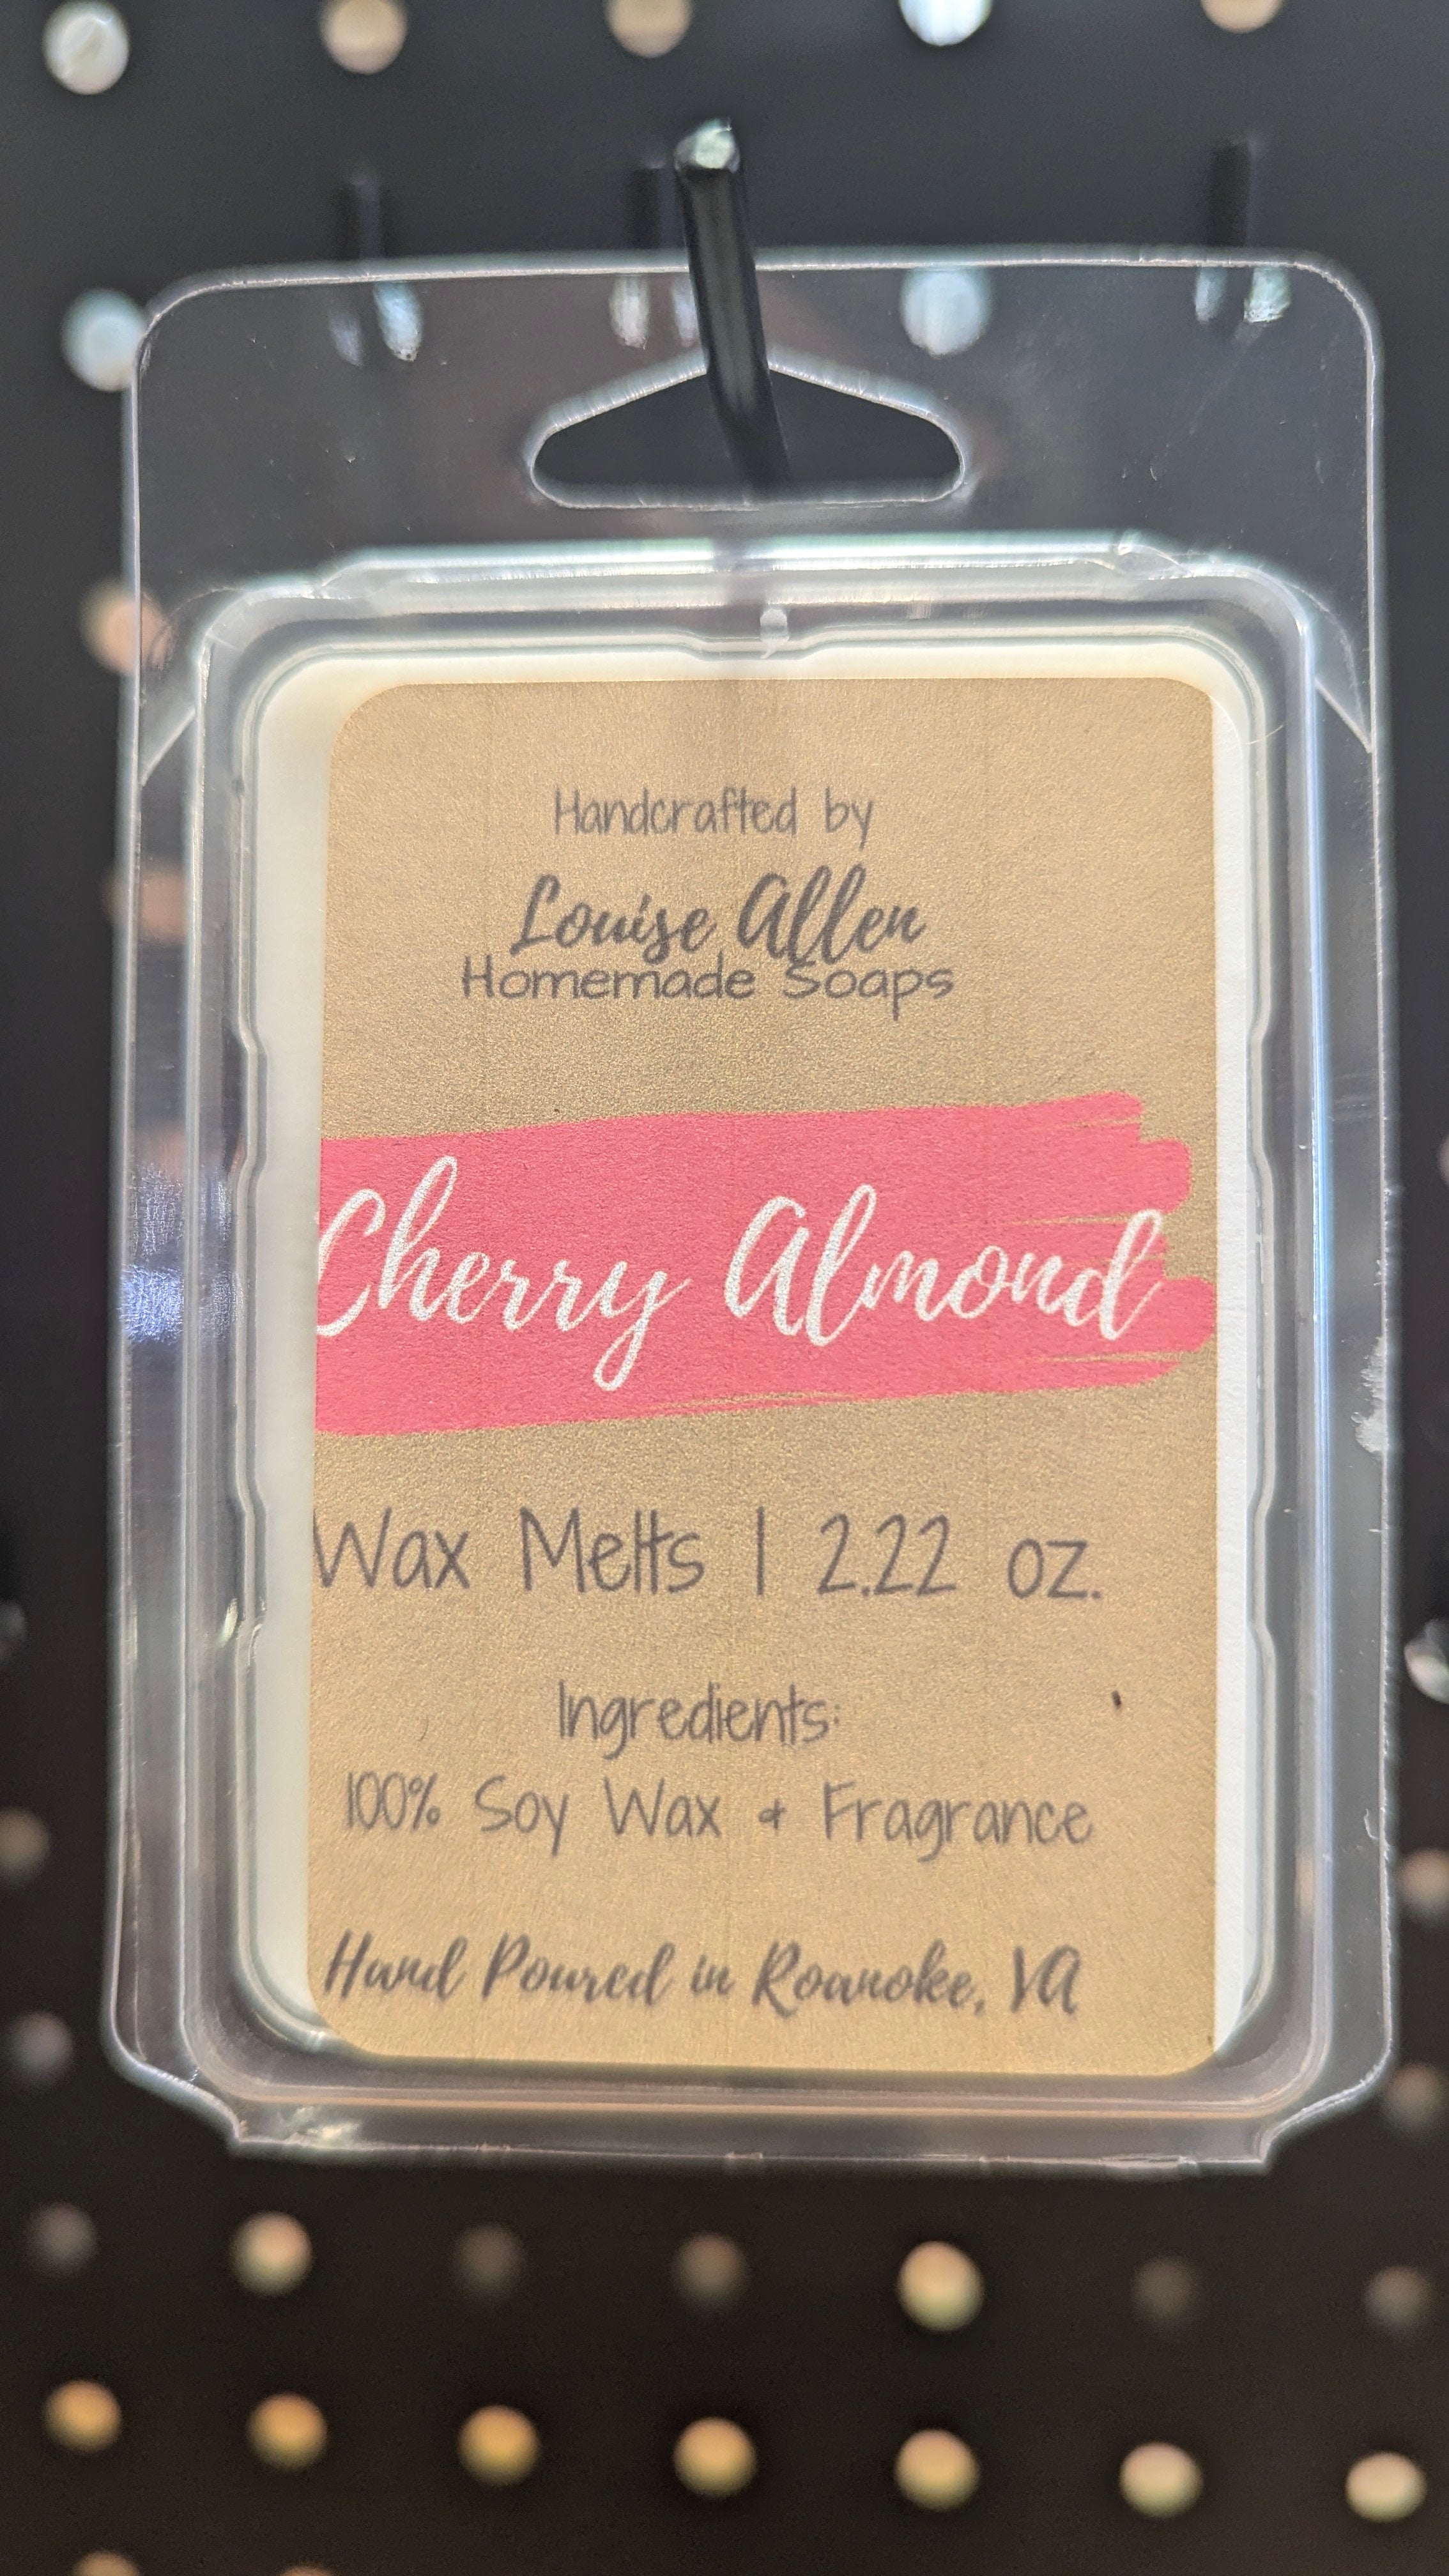 Handcrafted by
Louise Allen
Homemade Soaps
Cherry Almond
Wax Melts | 2.22 oz.
Ingredients:
100% Soy Wax & Fragrance
Hand Poured in Roanoke, VA